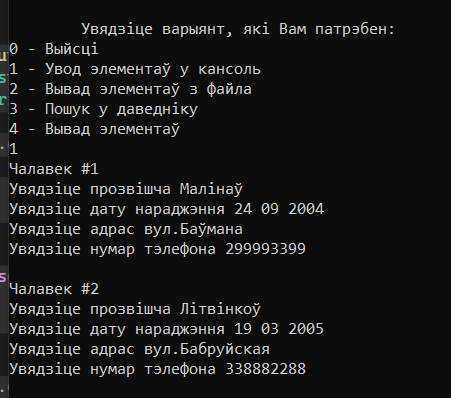 Увядзіце варыянт, які Вам патрэбен:
0 - Выйсці
1 - Увод элементаў у кансоль
2 - Вывад элементаў з файла
3 - Пошук у даведніку
4 - Вывад элементаў
1
Чалавек #1
Увядзіце прозвішча Малінаў
Увядзіце дату нараджэння 24 09 2004
Увядзіце адрас вул.Баўмана
Увядзіце нумар тэлефона 299993399
Чалавек #2
Увядзіце прозвішча Літвінкоў
Увядзіце дату нараджэння 19 03 2005
Увядзіце адрас вул.Бабруйская
Увядзіце нумар тэлефона 338882288